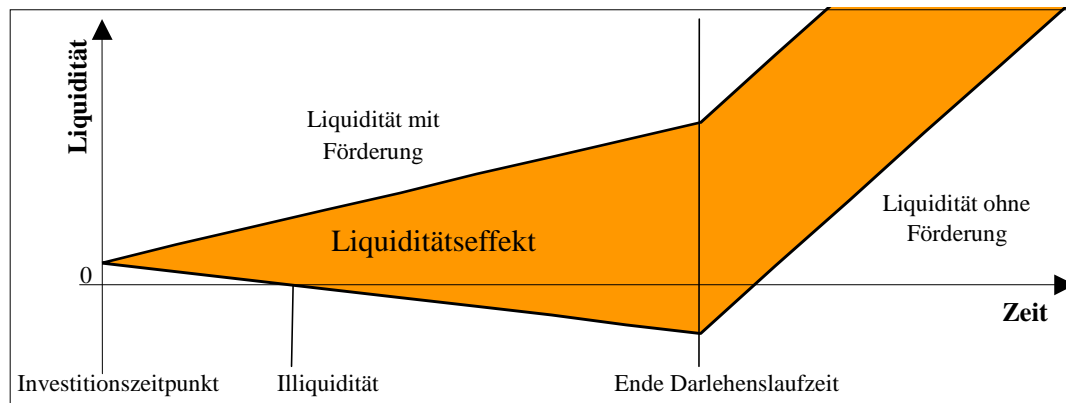 Liquidität
Liquidität mit
Förderung
Liquidität ohne
Förderung
Liquiditätseffekt
0
Zeit
Investitionszeitpunkt
Illiquidität
Ende Darlehenslaufzeit